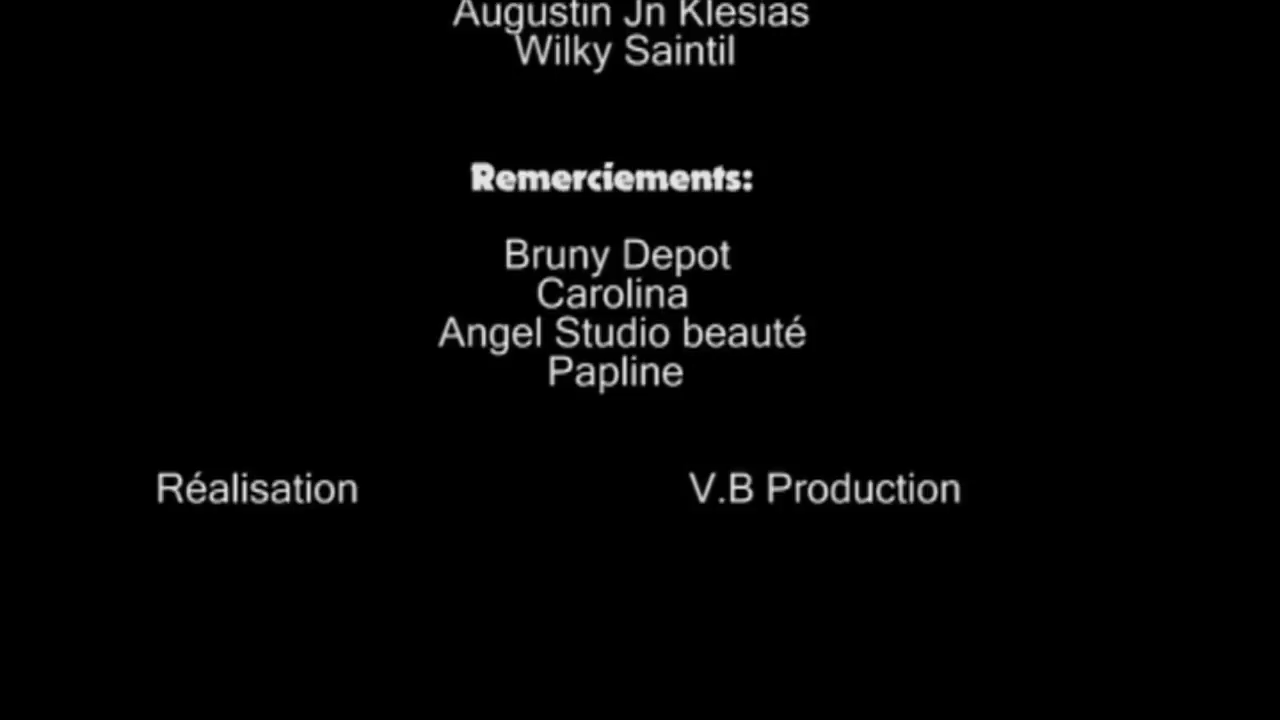 Augustin Jn Klesias
Wilky Saintil
Remerciements:
Bruny Depot
Carolina
Angel Studio beauté
Papline
Réalisation V.B Production